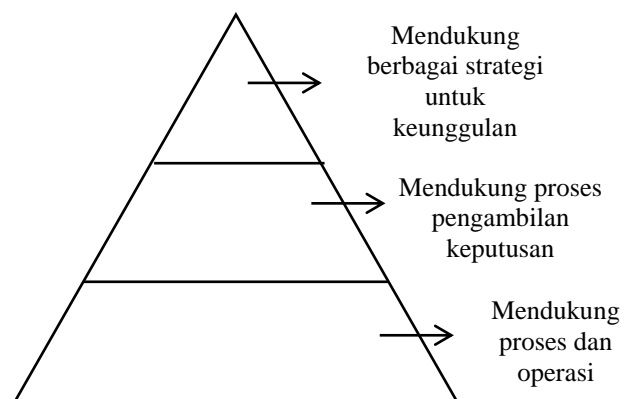 Mendukung
berbagai strategi
untuk
keunggulan
Mendukung proses
pengambilan
keputusan
Mendukung
proses dan
operasi